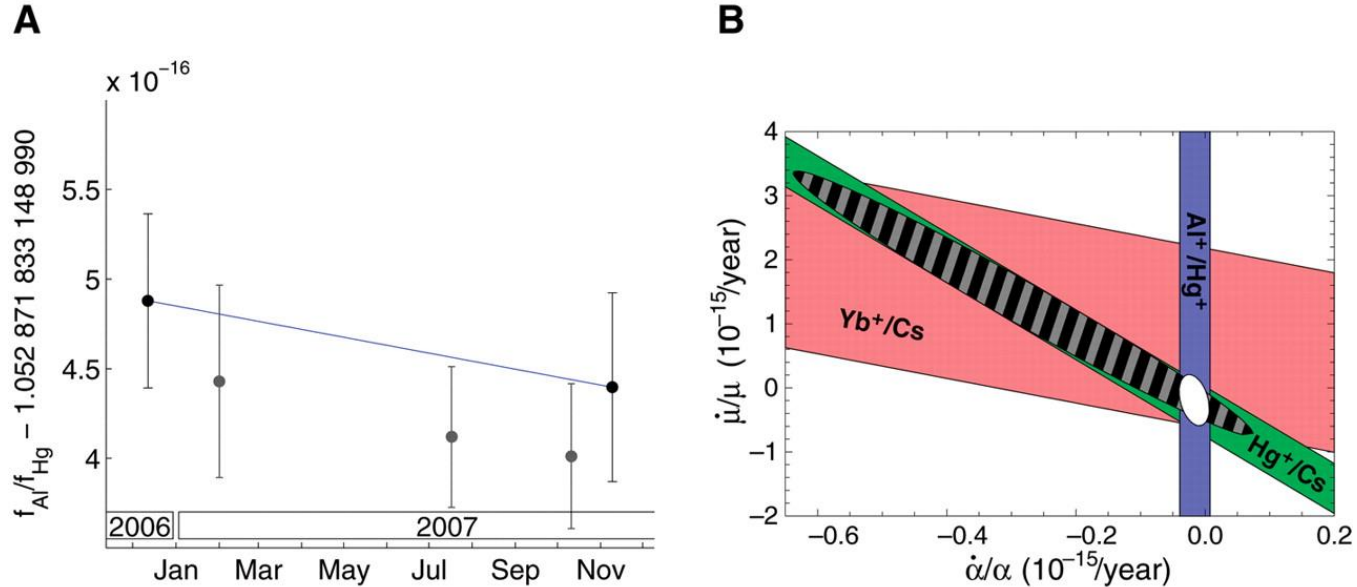 A
x 10⁻¹⁶
f_Al/f_Hg − 1.052 871 833 148 990
5.5
5
4.5
4
2006 2007
Jan Mar May Jul Sep Nov
B
μ̇/μ (10⁻¹⁵/year)
4
3
2
1
0
−1
−2
Al⁺/Hg⁺
Yb⁺/Cs
Hg⁺/Cs
−0.6 −0.4 −0.2 0.0 0.2
α̇/α (10⁻¹⁵/year)